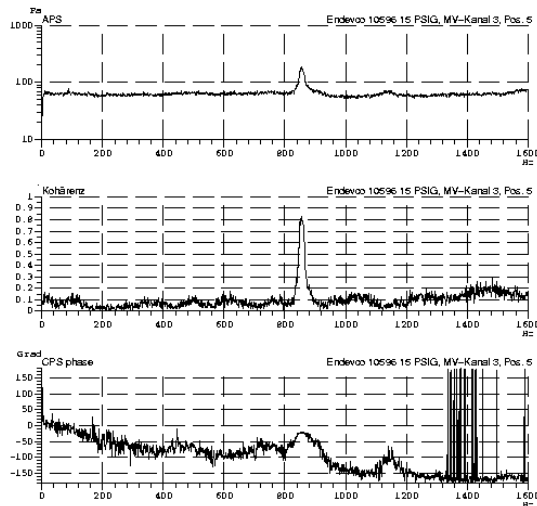 Pa
APS Endevco 10596 15 PSIG, MV-Kanal 3, Pos. 5
1000
100
10
0 200 400 600 800 1000 1200 1400 1600
Hz
Kohärenz Endevco 10596 15 PSIG, MV-Kanal 3, Pos. 5
1
0.9
0.8
0.7
0.6
0.5
0.4
0.3
0.2
0.1
0
0 200 400 600 800 1000 1200 1400 1600
Hz
Grad
CPS phase Endevco 10596 15 PSIG, MV-Kanal 3, Pos. 5
150
100
50
0
-50
-100
-150
0 200 400 600 800 1000 1200 1400 1600
Hz